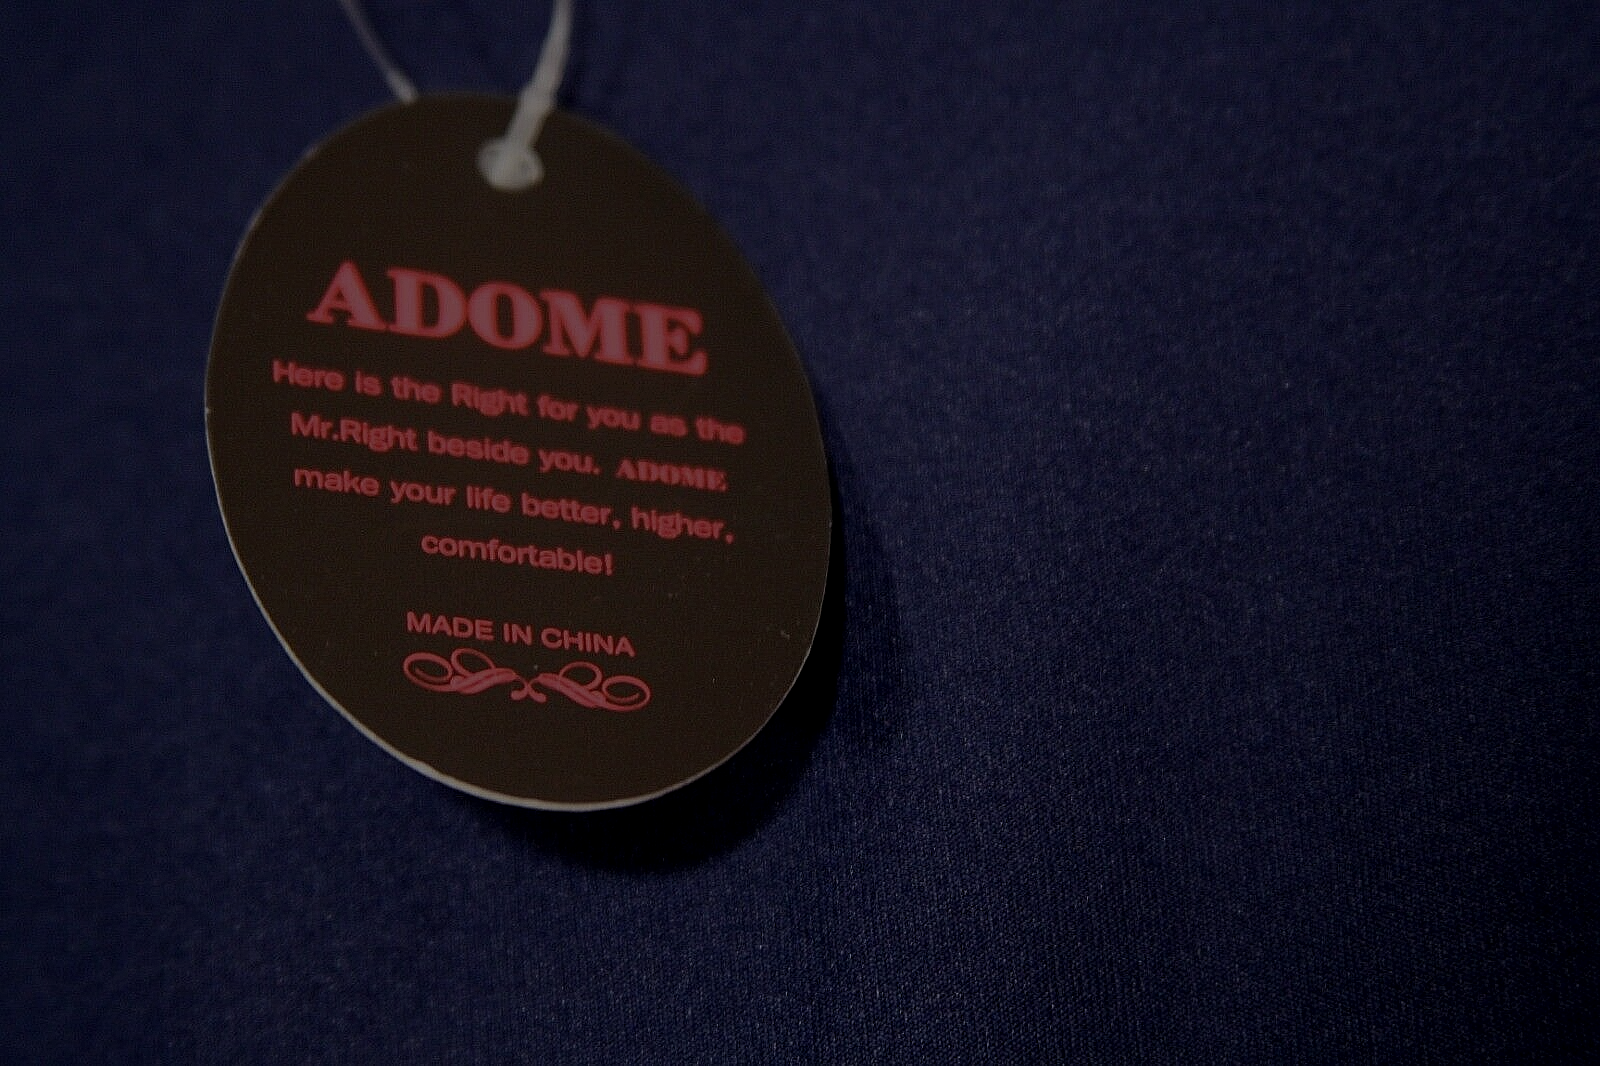 ADOME
Here is the Right for you as the
Mr.Right beside you. ADOME
make your life better, higher,
comfortable!
MADE IN CHINA